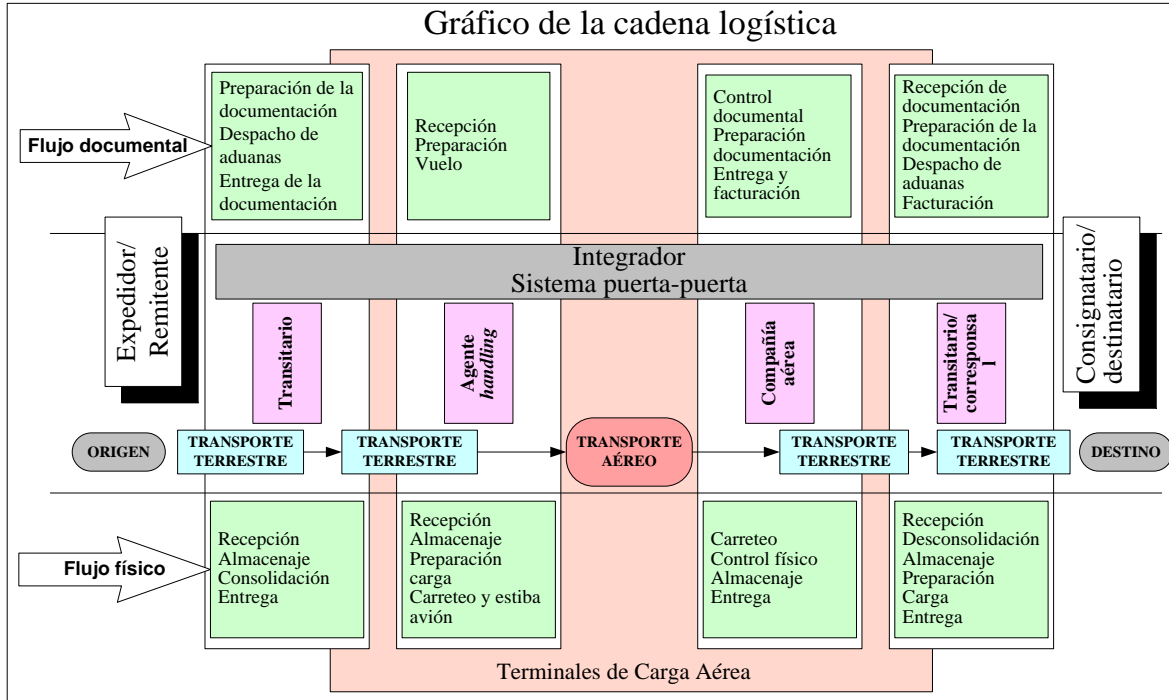 Gráfico de la cadena logística
Flujo documental
Preparación de la
documentación
Despacho de
aduanas
Entrega de la
documentación
Recepción
Preparación
Vuelo
Control
documental
Preparación
documentación
Entrega y
facturación
Recepción de
documentación
Preparación de la
documentación
Despacho de
aduanas
Facturación
Expedidor/
Remitente
Integrador
Sistema puerta-puerta
Consignatario/
destinatario
Transitario
Agente
handling
Compañía
aérea
Transitario/
corresponsa
l
ORIGEN
TRANSPORTE
TERRESTRE
TRANSPORTE
TERRESTRE
TRANSPORTE
AÉREO
TRANSPORTE
TERRESTRE
TRANSPORTE
TERRESTRE
DESTINO
Flujo físico
Recepción
Almacenaje
Consolidación
Entrega
Recepción
Almacenaje
Preparación
carga
Carreteo y estiba
avión
Carreteo
Control físico
Almacenaje
Entrega
Recepción
Desconsolidación
Almacenaje
Preparación
Carga
Entrega
Terminales de Carga Aérea